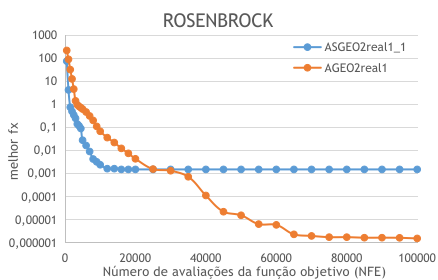 ROSENBROCK
1000
100
10
1
0,1
0,01
0,001
0,0001
0,00001
0,000001
melhor fx
ASGEO2real1_1
AGEO2real1
0 20000 40000 60000 80000 100000
Número de avaliações da função objetivo (NFE)